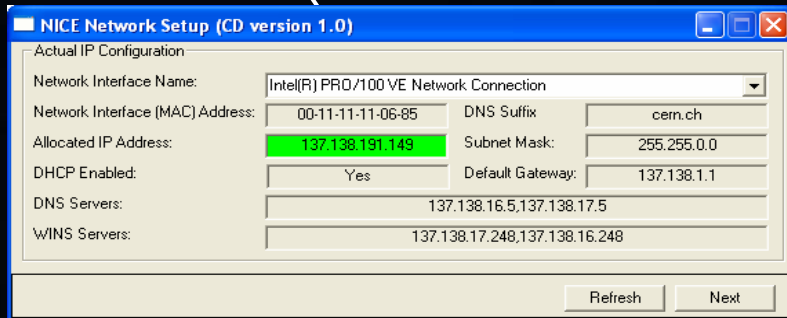 NICE Network Setup (CD version 1.0)
Actual IP Configuration
Network Interface Name: Intel(R) PRO/100 VE Network Connection
Network Interface (MAC) Address: 00-11-11-11-06-85 DNS Suffix cern.ch
Allocated IP Address: 137.138.191.149 Subnet Mask: 255.255.0.0
DHCP Enabled: Yes Default Gateway: 137.138.1.1
DNS Servers: 137.138.16.5,137.138.17.5
WINS Servers: 137.138.17.248,137.138.16.248
Refresh Next